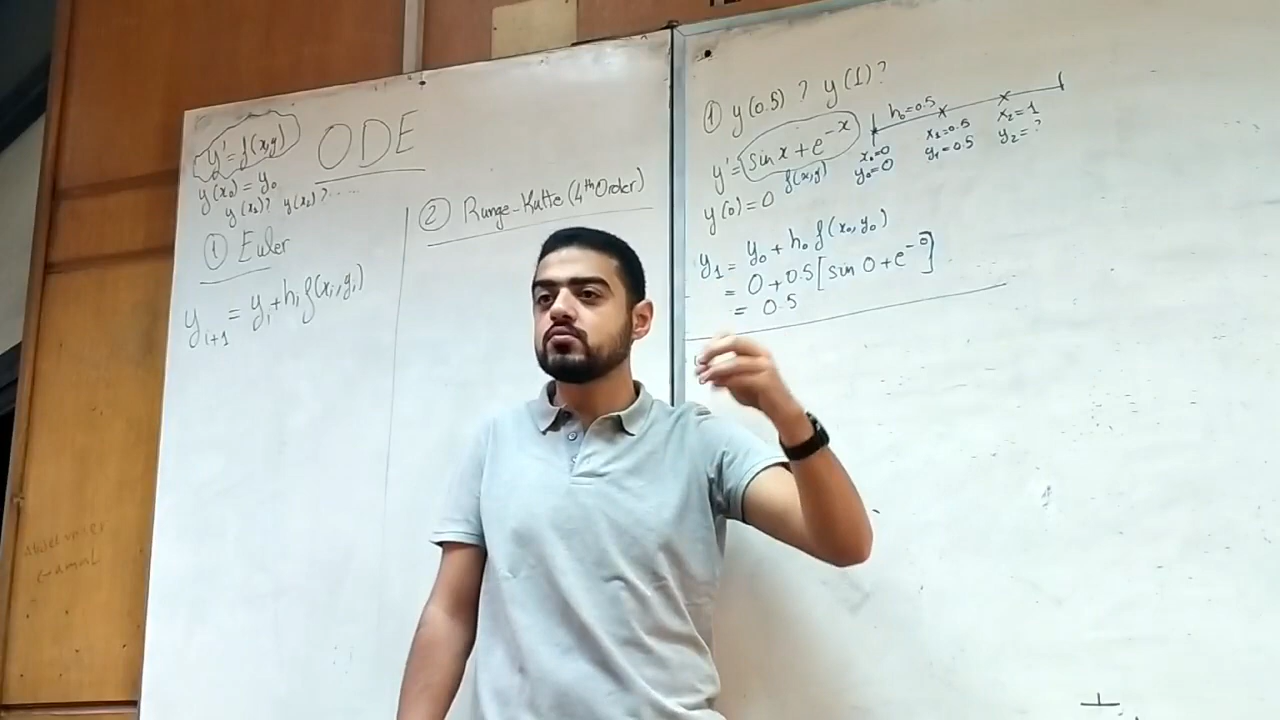 ODE
y' = f(x,y)
y(x₀) = y₀
y(x₁)? y(x₂)? .....
① Euler
y_{i+1} = y_i + h_i f(x_i, y_i)
② Runge-Kutte (4th Order)
① y(0.5) ? y(1)?
y' = sin x + e^{-x}
f(x,y)
y(0) = 0
h₀=0.5
x₀=0
y₀=0
x₁=0.5
y₁=0.5
x₂=1
y₂=?
y₁ = y₀ + h₀ f(x₀, y₀)
= 0 + 0.5[sin 0 + e^{-0}]
= 0.5